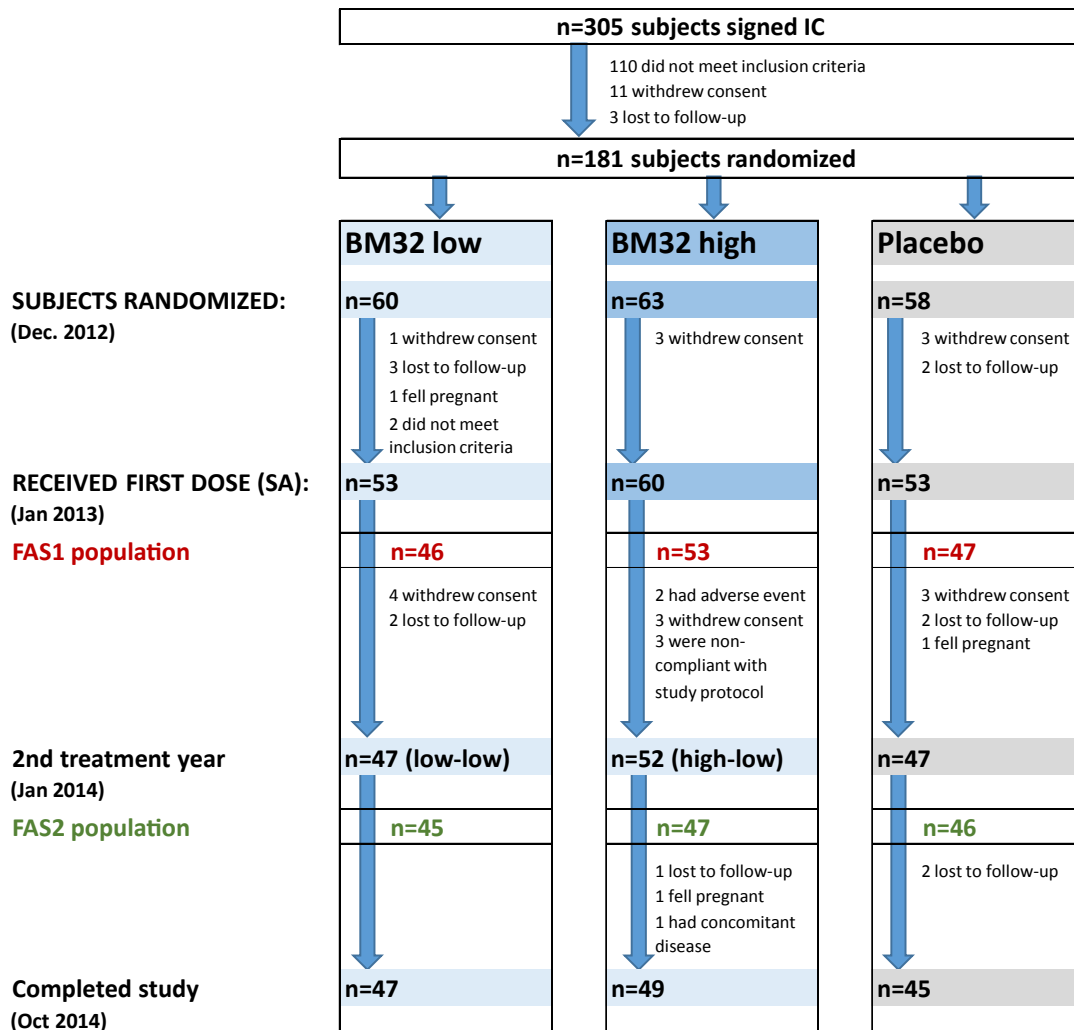 n=305 subjects signed IC
110 did not meet inclusion criteria
11 withdrew consent
3 lost to follow-up
n=181 subjects randomized
BM32 low
BM32 high
Placebo
SUBJECTS RANDOMIZED:
(Dec. 2012)
n=60
n=63
n=58
1 withdrew consent
3 lost to follow-up
1 fell pregnant
2 did not meet
inclusion criteria
3 withdrew consent
3 withdrew consent
2 lost to follow-up
RECEIVED FIRST DOSE (SA):
(Jan 2013)
n=53
n=60
n=53
FAS1 population
n=46
n=53
n=47
4 withdrew consent
2 lost to follow-up
2 had adverse event
3 withdrew consent
3 were non-
compliant with
study protocol
3 withdrew consent
2 lost to follow-up
1 fell pregnant
2nd treatment year
(Jan 2014)
n=47 (low-low)
n=52 (high-low)
n=47
FAS2 population
n=45
n=47
n=46
1 lost to follow-up
1 fell pregnant
1 had concomitant
disease
2 lost to follow-up
Completed study
(Oct 2014)
n=47
n=49
n=45